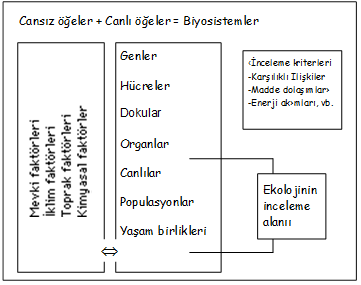 Cansız öğeler + Canlı öğeler = Biyosistemler
Mevki faktörleri
İklim faktörleri
Toprak faktörleri
Kimyasal faktörler
⇔
Genler
Hücreler
Dokular
Organlar
Canlılar
Populasyonlar
Yaşam birlikleri
‹İnceleme kriterleri
-Karşılıklı İlişkiler
-Madde dolaşımları
-Enerji akımları, vb.
Ekolojinin
inceleme
alanıı